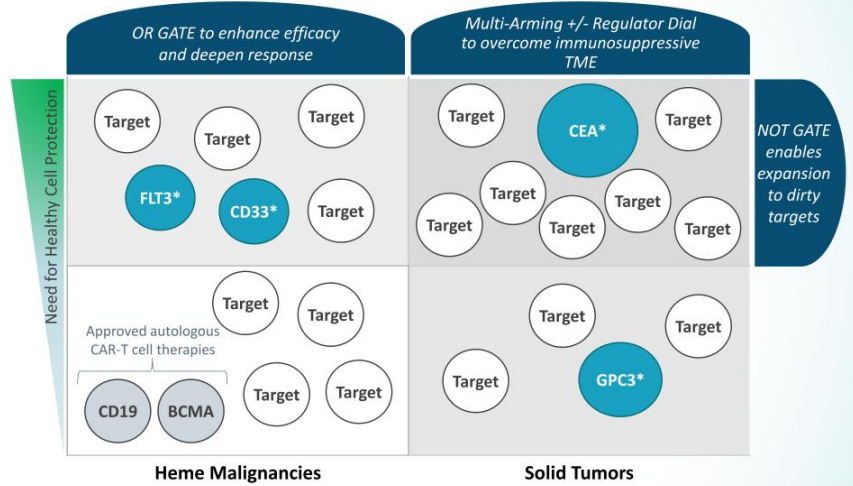 OR GATE to enhance efficacy
and deepen response
Multi-Arming +/- Regulator Dial
to overcome immunosuppressive
TME
Need for Healthy Cell Protection
Target
Target
Target
FLT3*
CD33*
Target
Target
CEA*
Target
Target
Target
Target
Target
Target
NOT GATE
enables
expansion
to dirty
targets
Target
Target
Approved autologous
CAR-T cell therapies
CD19
BCMA
Target
Target
Target
Target
Target
GPC3*
Heme Malignancies
Solid Tumors